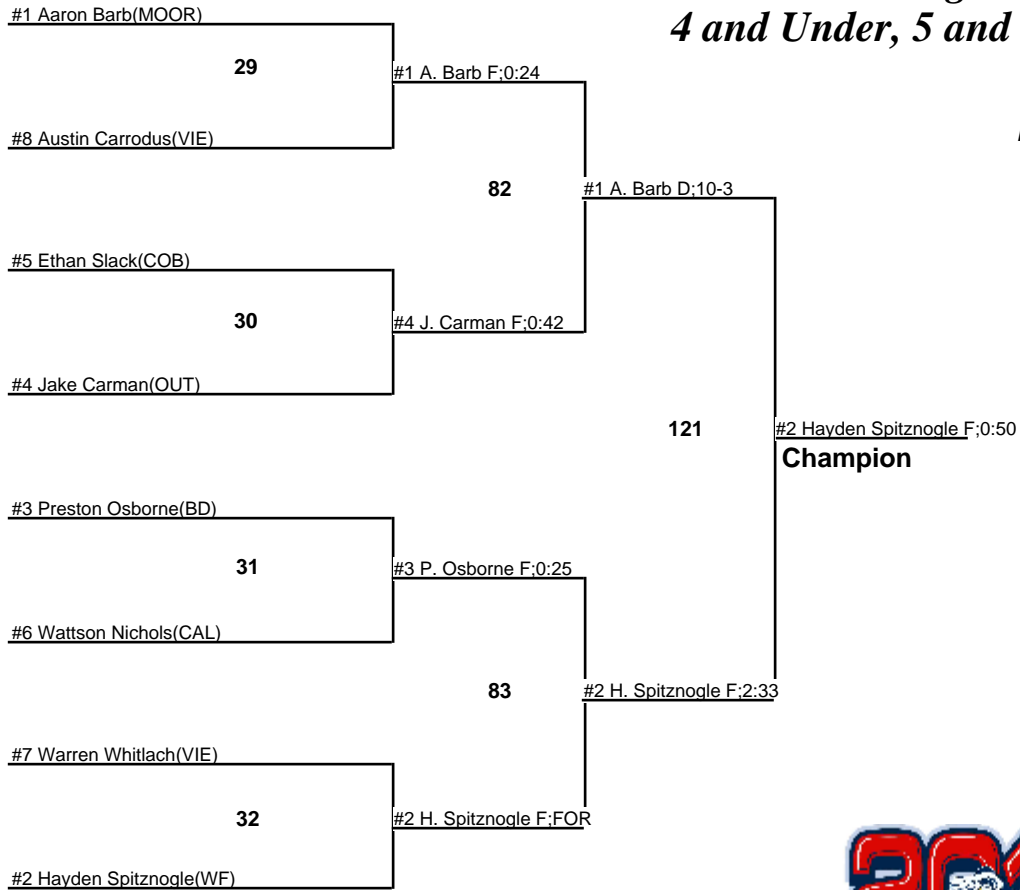 #1 Aaron Barb(MOOR)
4 and Under, 5 and
29
#1 A. Barb F;0:24
#8 Austin Carrodus(VIE)
82
#1 A. Barb D;10-3
#5 Ethan Slack(COB)
30
#4 J. Carman F;0:42
#4 Jake Carman(OUT)
121
#2 Hayden Spitznogle F;0:50
Champion
#3 Preston Osborne(BD)
31
#3 P. Osborne F;0:25
#6 Wattson Nichols(CAL)
83
#2 H. Spitznogle F;2:33
#7 Warren Whitlach(VIE)
32
#2 H. Spitznogle F;FOR
#2 Hayden Spitznogle(WF)